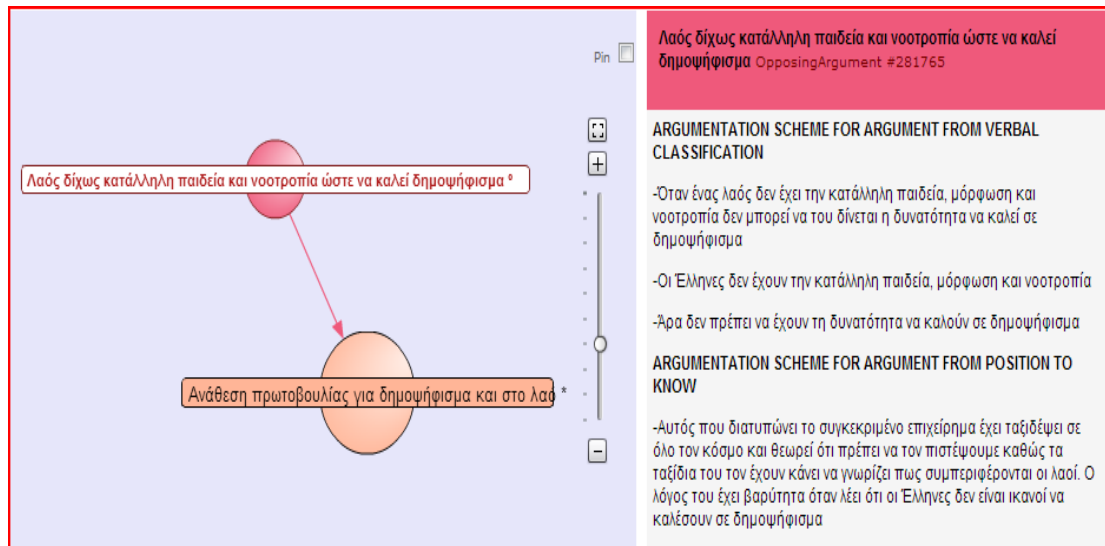 Pin
Λαός δίχως κατάλληλη παιδεία και νοοτροπία ώστε να καλεί δημοψήφισμα °
Ανάθεση πρωτοβουλίας για δημοψήφισμα και στο λαό *
Λαός δίχως κατάλληλη παιδεία και νοοτροπία ώστε να καλεί
δημοψήφισμα OpposingArgument #281765
ARGUMENTATION SCHEME FOR ARGUMENT FROM VERBAL
CLASSIFICATION
-Όταν ένας λαός δεν έχει την κατάλληλη παιδεία, μόρφωση και
νοοτροπία δεν μπορεί να του δίνεται η δυνατότητα να καλεί σε
δημοψήφισμα
-Οι Έλληνες δεν έχουν την κατάλληλη παιδεία, μόρφωση και νοοτροπία
-Άρα δεν πρέπει να έχουν τη δυνατότητα να καλούν σε δημοψήφισμα
ARGUMENTATION SCHEME FOR ARGUMENT FROM POSITION TO
KNOW
-Αυτός που διατυπώνει το συγκεκριμένο επιχείρημα έχει ταξιδέψει σε
όλο τον κόσμο και θεωρεί ότι πρέπει να τον πιστέψουμε καθώς τα
ταξίδια του τον έχουν κάνει να γνωρίζει πως συμπεριφέρονται οι λαοί. Ο
λόγος του έχει βαρύτητα όταν λέει ότι οι Έλληνες δεν είναι ικανοί να
καλέσουν σε δημοψήφισμα